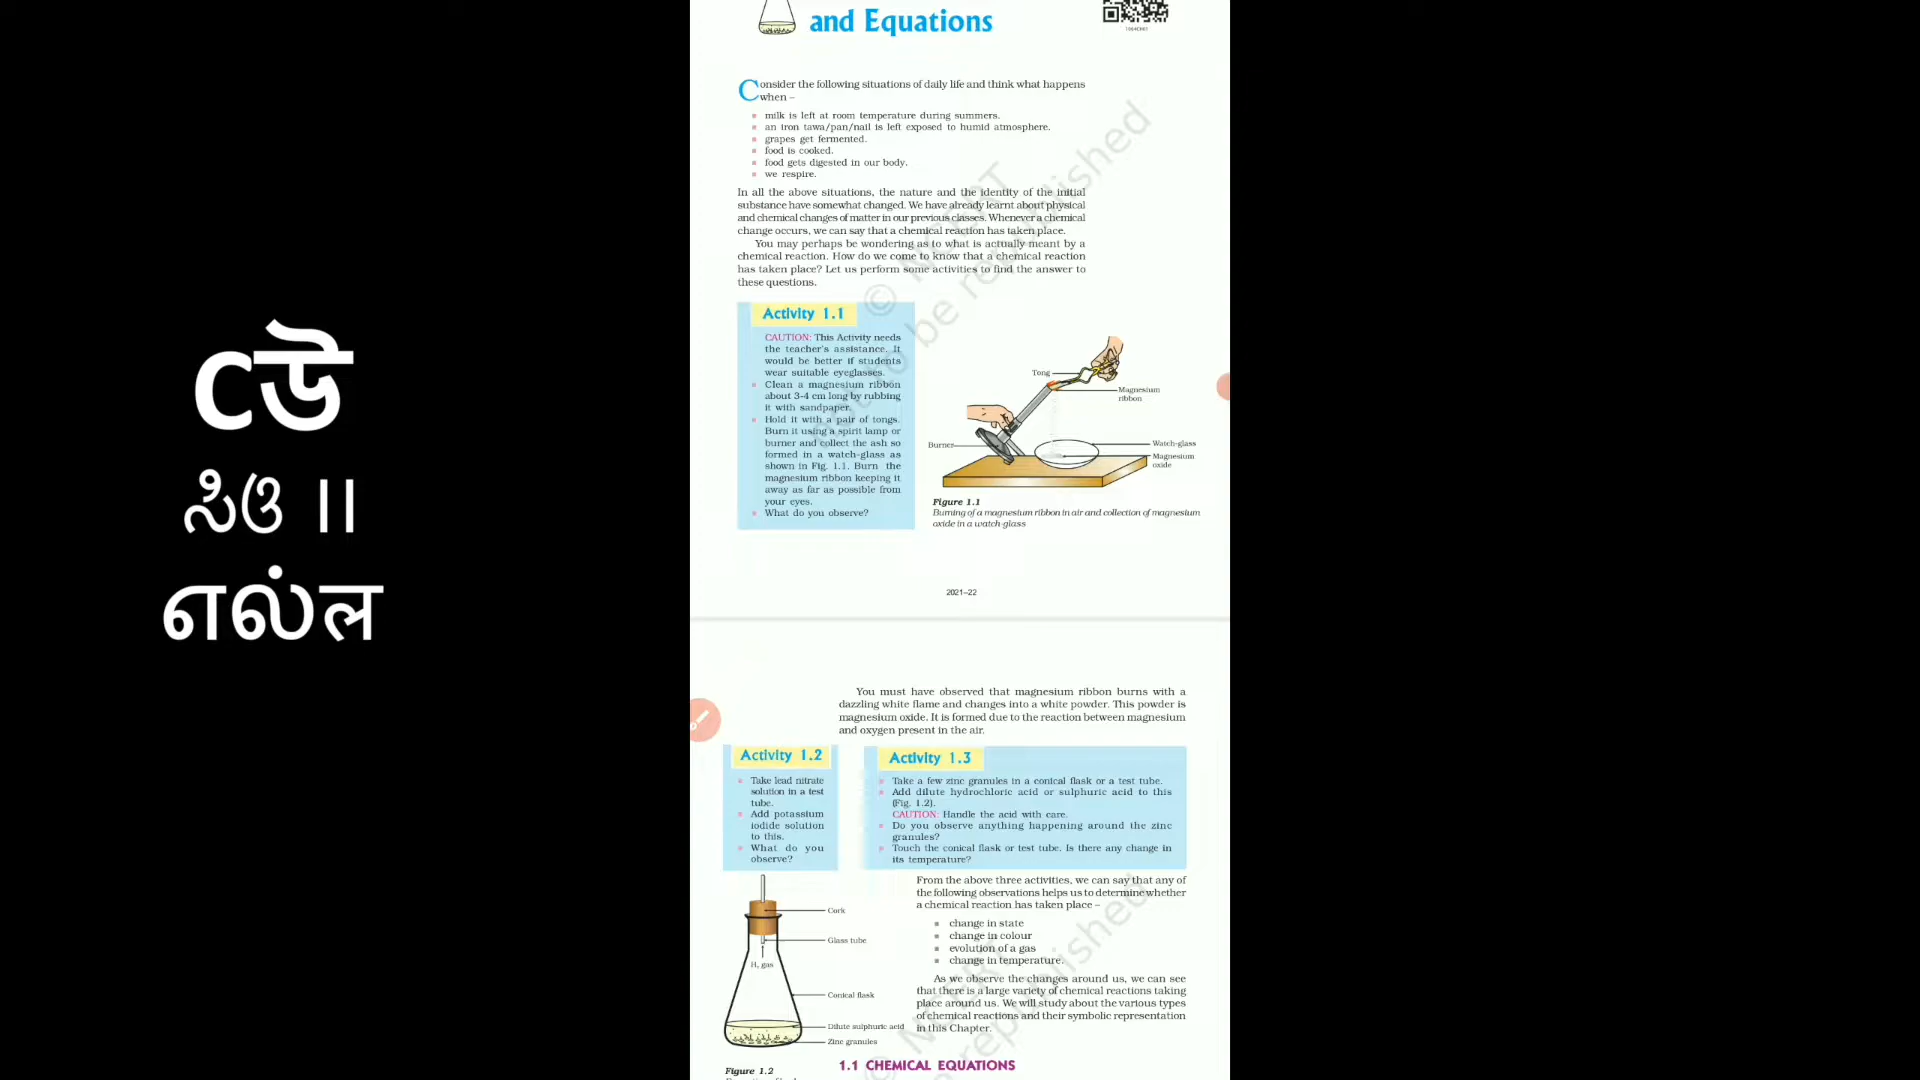 cউ
ನಿဖ ॥
எல்ल
and Equations
Consider the following situations of daily life and think what happens
when –
milk is left at room temperature during summers.
an iron tawa/pan/nail is left exposed to humid atmosphere.
grapes get fermented.
food is cooked.
food gets digested in our body.
we respire.
In all the above situations, the nature and the identity of the initial
substance have somewhat changed. We have already learnt about physical
and chemical changes of matter in our previous classes. Whenever a chemical
change occurs, we can say that a chemical reaction has taken place.
You may perhaps be wondering as to what is actually meant by a
chemical reaction. How do we come to know that a chemical reaction
has taken place? Let us perform some activities to find the answer to
these questions.
Activity 1.1
CAUTION: This Activity needs
the teacher's assistance. It
would be better if students
wear suitable eyeglasses.
Clean a magnesium ribbon
about 3-4 cm long by rubbing
it with sandpaper.
Hold it with a pair of tongs.
Burn it using a spirit lamp or
burner and collect the ash so
formed in a watch-glass as
shown in Fig. 1.1. Burn the
magnesium ribbon keeping it
away as far as possible from
your eyes.
What do you observe?
Tong
Magnesium
ribbon
Burner
Watch-glass
Magnesium
oxide
Figure 1.1
Burning of a magnesium ribbon in air and collection of magnesium
oxide in a watch-glass
© NCERT
not to be republished
2021–22
You must have observed that magnesium ribbon burns with a
dazzling white flame and changes into a white powder. This powder is
magnesium oxide. It is formed due to the reaction between magnesium
and oxygen present in the air.
Activity 1.2
Take lead nitrate
solution in a test
tube.
Add potassium
iodide solution
to this.
What do you
observe?
Activity 1.3
Take a few zinc granules in a conical flask or a test tube.
Add dilute hydrochloric acid or sulphuric acid to this
(Fig. 1.2).
CAUTION: Handle the acid with care.
Do you observe anything happening around the zinc
granules?
Touch the conical flask or test tube. Is there any change in
its temperature?
Cork
Glass tube
H₂ gas
Conical flask
Dilute sulphuric acid
Zinc granules
Figure 1.2
From the above three activities, we can say that any of
the following observations helps us to determine whether
a chemical reaction has taken place –
change in state
change in colour
evolution of a gas
change in temperature.
As we observe the changes around us, we can see
that there is a large variety of chemical reactions taking
place around us. We will study about the various types
of chemical reactions and their symbolic representation
in this Chapter.
© NCERT
republished
1.1 CHEMICAL EQUATIONS